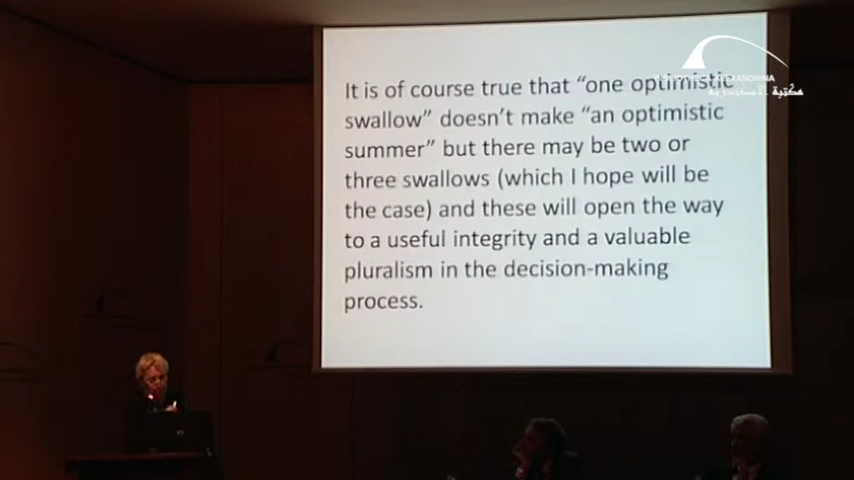 It is of course true that “one optimistic
swallow” doesn’t make “an optimistic
summer” but there may be two or
three swallows (which I hope will be
the case) and these will open the way
to a useful integrity and a valuable
pluralism in the decision-making
process.
مكتبة الإسكندرية